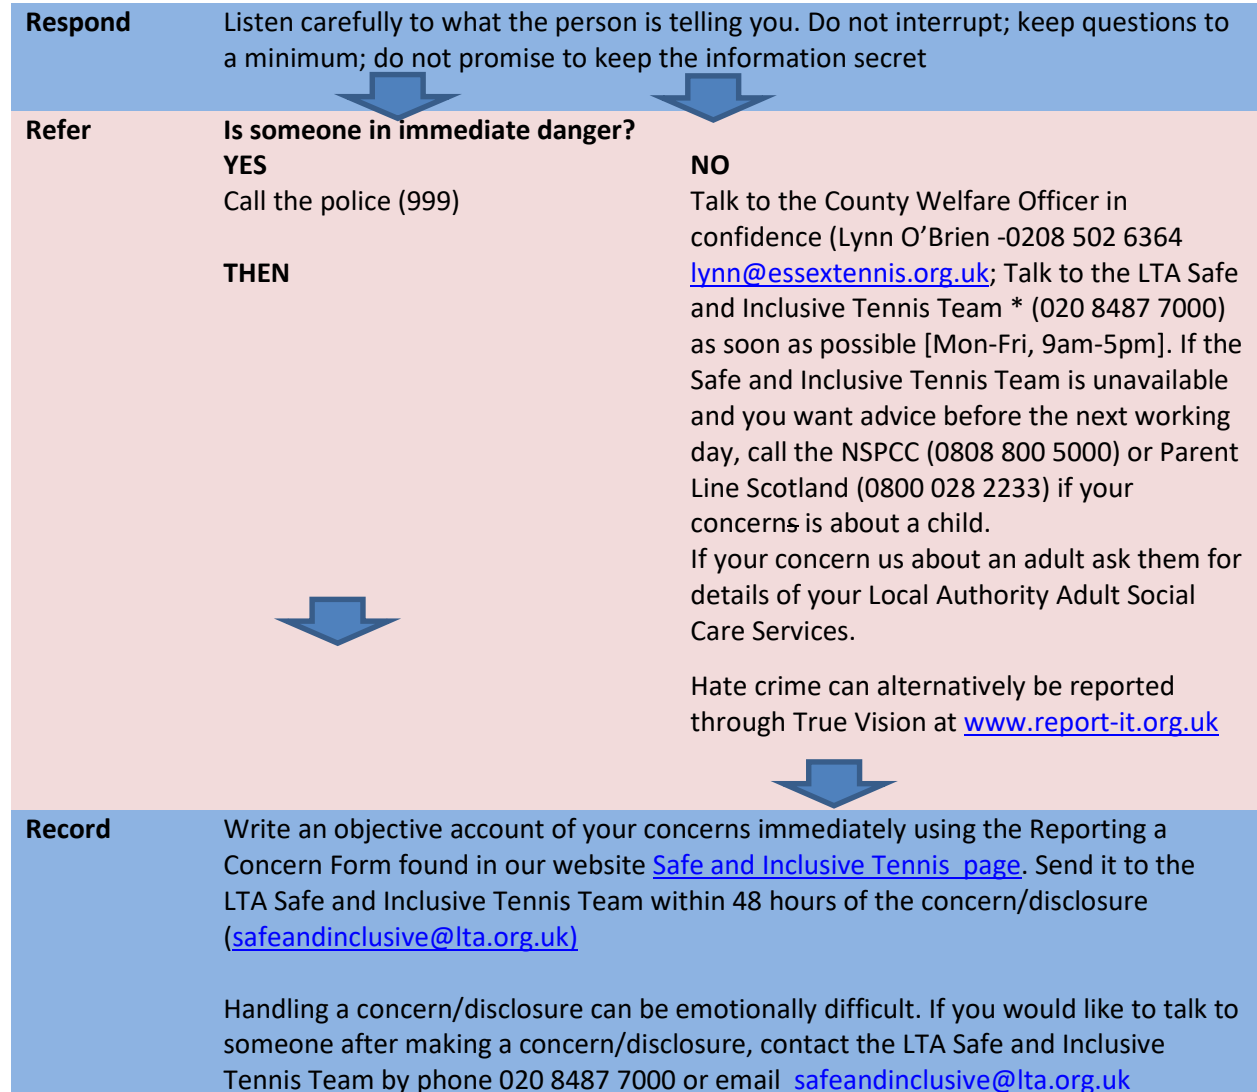 Respond
Listen carefully to what the person is telling you. Do not interrupt; keep questions to
a minimum; do not promise to keep the information secret
Refer
Is someone in immediate danger?
YES
Call the police (999)
THEN
NO
Talk to the County Welfare Officer in
confidence (Lynn O’Brien -0208 502 6364
lynn@essextennis.org.uk; Talk to the LTA Safe
and Inclusive Tennis Team * (020 8487 7000)
as soon as possible [Mon-Fri, 9am-5pm]. If the
Safe and Inclusive Tennis Team is unavailable
and you want advice before the next working
day, call the NSPCC (0808 800 5000) or Parent
Line Scotland (0800 028 2233) if your
concerns is about a child.
If your concern us about an adult ask them for
details of your Local Authority Adult Social
Care Services.
Hate crime can alternatively be reported
through True Vision at www.report-it.org.uk
Record
Write an objective account of your concerns immediately using the Reporting a
Concern Form found in our website Safe and Inclusive Tennis  page. Send it to the
LTA Safe and Inclusive Tennis Team within 48 hours of the concern/disclosure
(safeandinclusive@lta.org.uk)
Handling a concern/disclosure can be emotionally difficult. If you would like to talk to
someone after making a concern/disclosure, contact the LTA Safe and Inclusive
Tennis Team by phone 020 8487 7000 or email  safeandinclusive@lta.org.uk